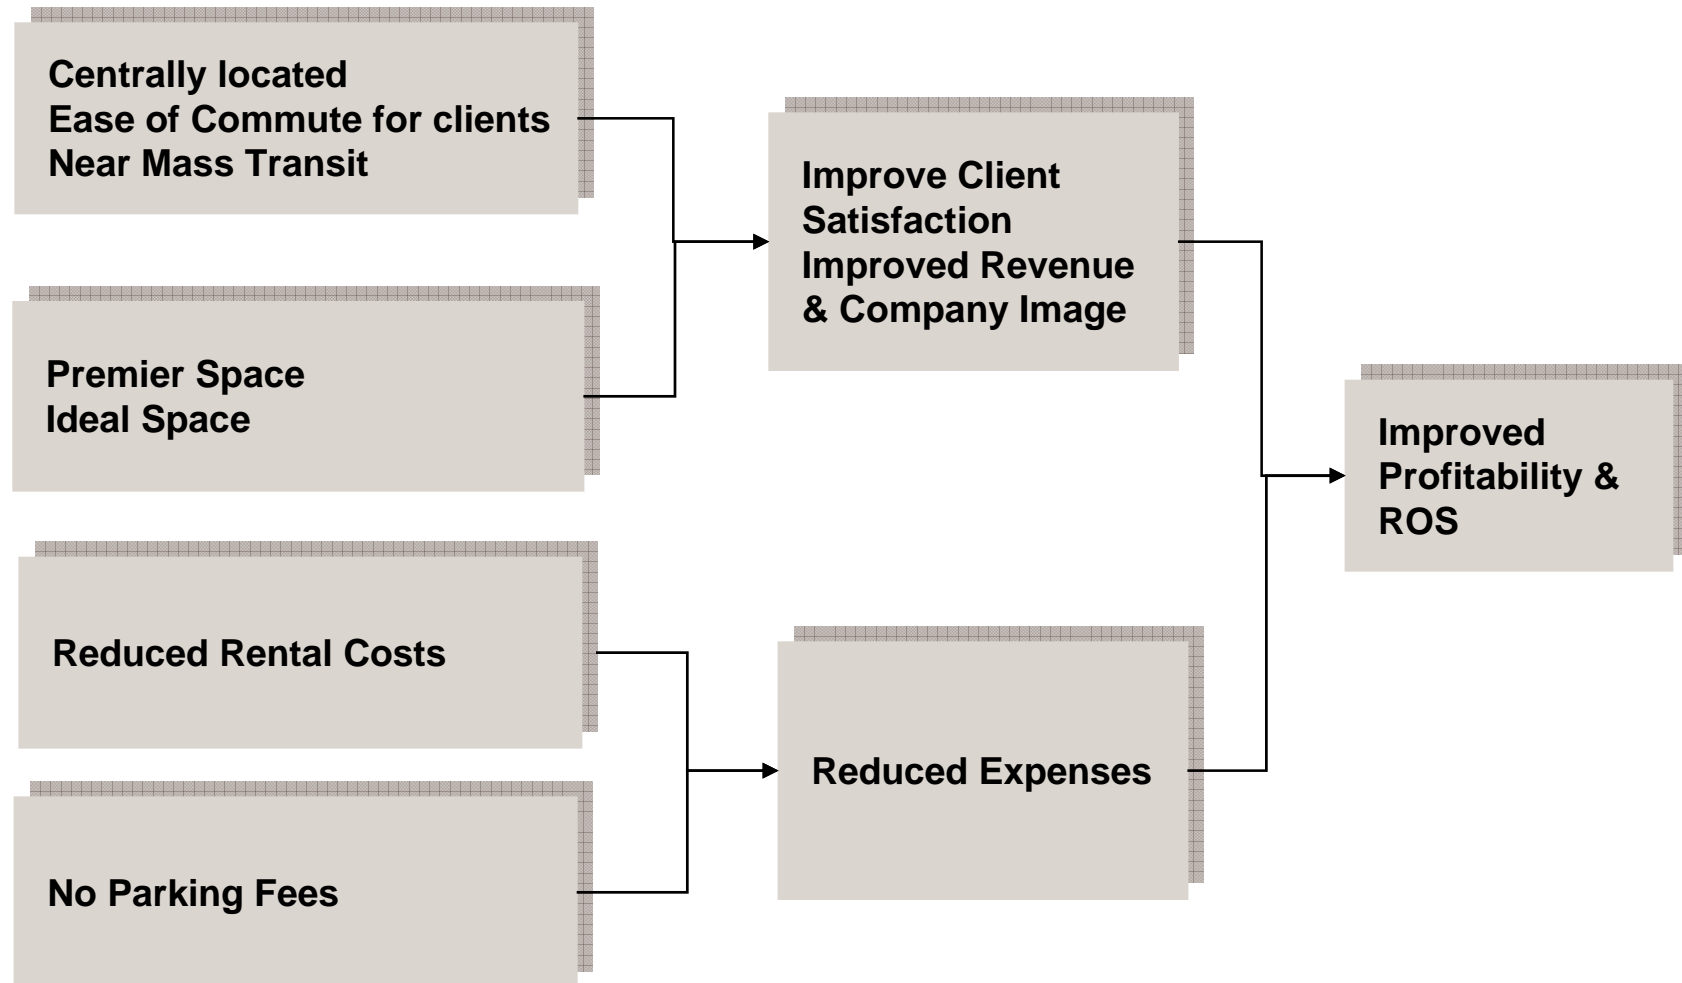 Centrally located
Ease of Commute for clients
Near Mass Transit
Premier Space
Ideal Space
Reduced Rental Costs
No Parking Fees
Improve Client
Satisfaction
Improved Revenue
& Company Image
Reduced Expenses
Improved
Profitability &
ROS